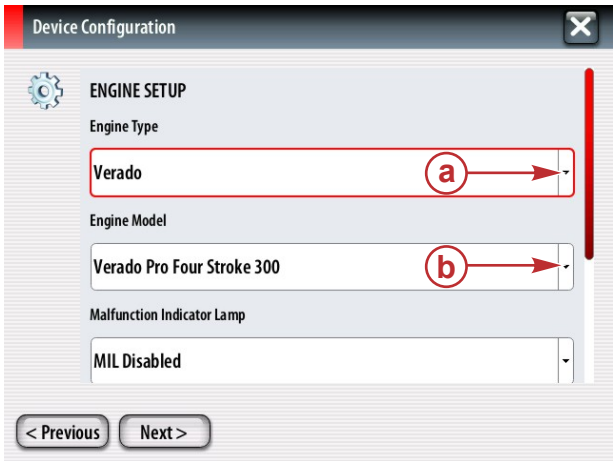 Device Configuration
ENGINE SETUP
Engine Type
Verado
a
Engine Model
Verado Pro Four Stroke 300
b
Malfunction Indicator Lamp
MIL Disabled
< Previous
Next >